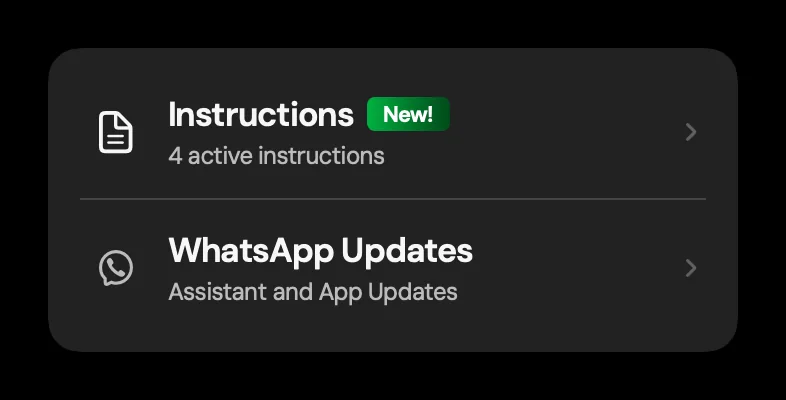 Instructions New!
4 active instructions
WhatsApp Updates
Assistant and App Updates